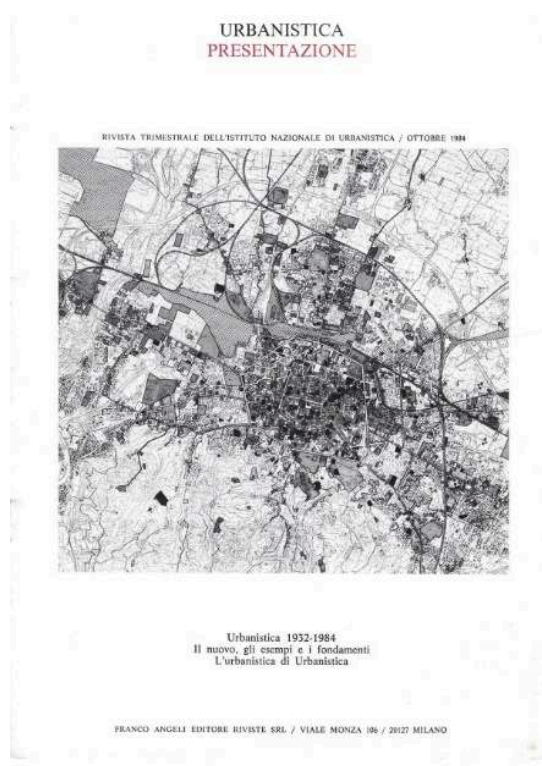 URBANISTICA
PRESENTAZIONE
RIVISTA TRIMESTRALE DELL'ISTITUTO NAZIONALE DI URBANISTICA / OTTOBRE 1984
Urbanistica 1932-1984
Il nuovo, gli esempi e i fondamenti
L'urbanistica di Urbanistica
FRANCO ANGELI EDITORE RIVISTE SRL / VIALE MONZA 106 / 20127 MILANO